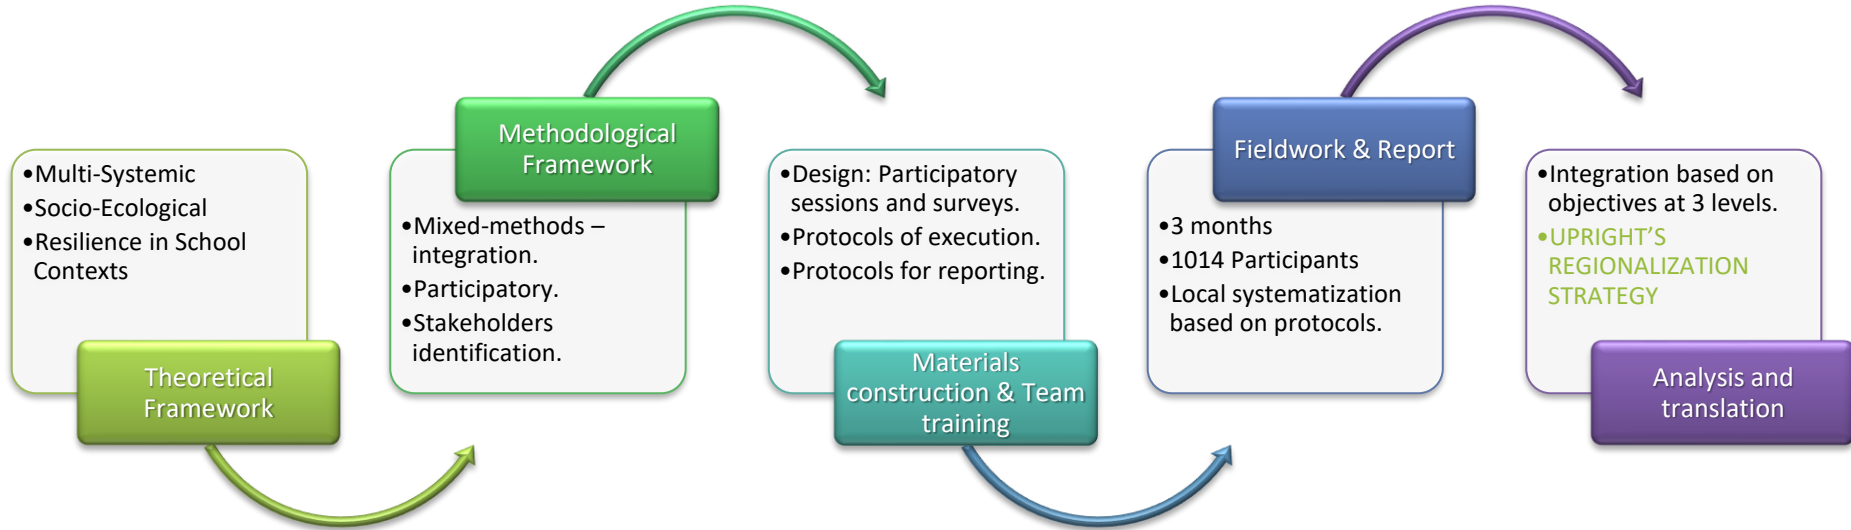 •Multi-Systemic
•Socio-Ecological
•Resilience in School
Contexts
Theoretical
Framework
Methodological
Framework
•Mixed-methods –
integration.
•Participatory.
•Stakeholders
identification.
•Design: Participatory
sessions and surveys.
•Protocols of execution.
•Protocols for reporting.
Materials
construction & Team
training
Fieldwork & Report
•3 months
•1014 Participants
•Local systematization
based on protocols.
•Integration based on
objectives at 3 levels.
•UPRIGHT’S
REGIONALIZATION
STRATEGY
Analysis and
translation